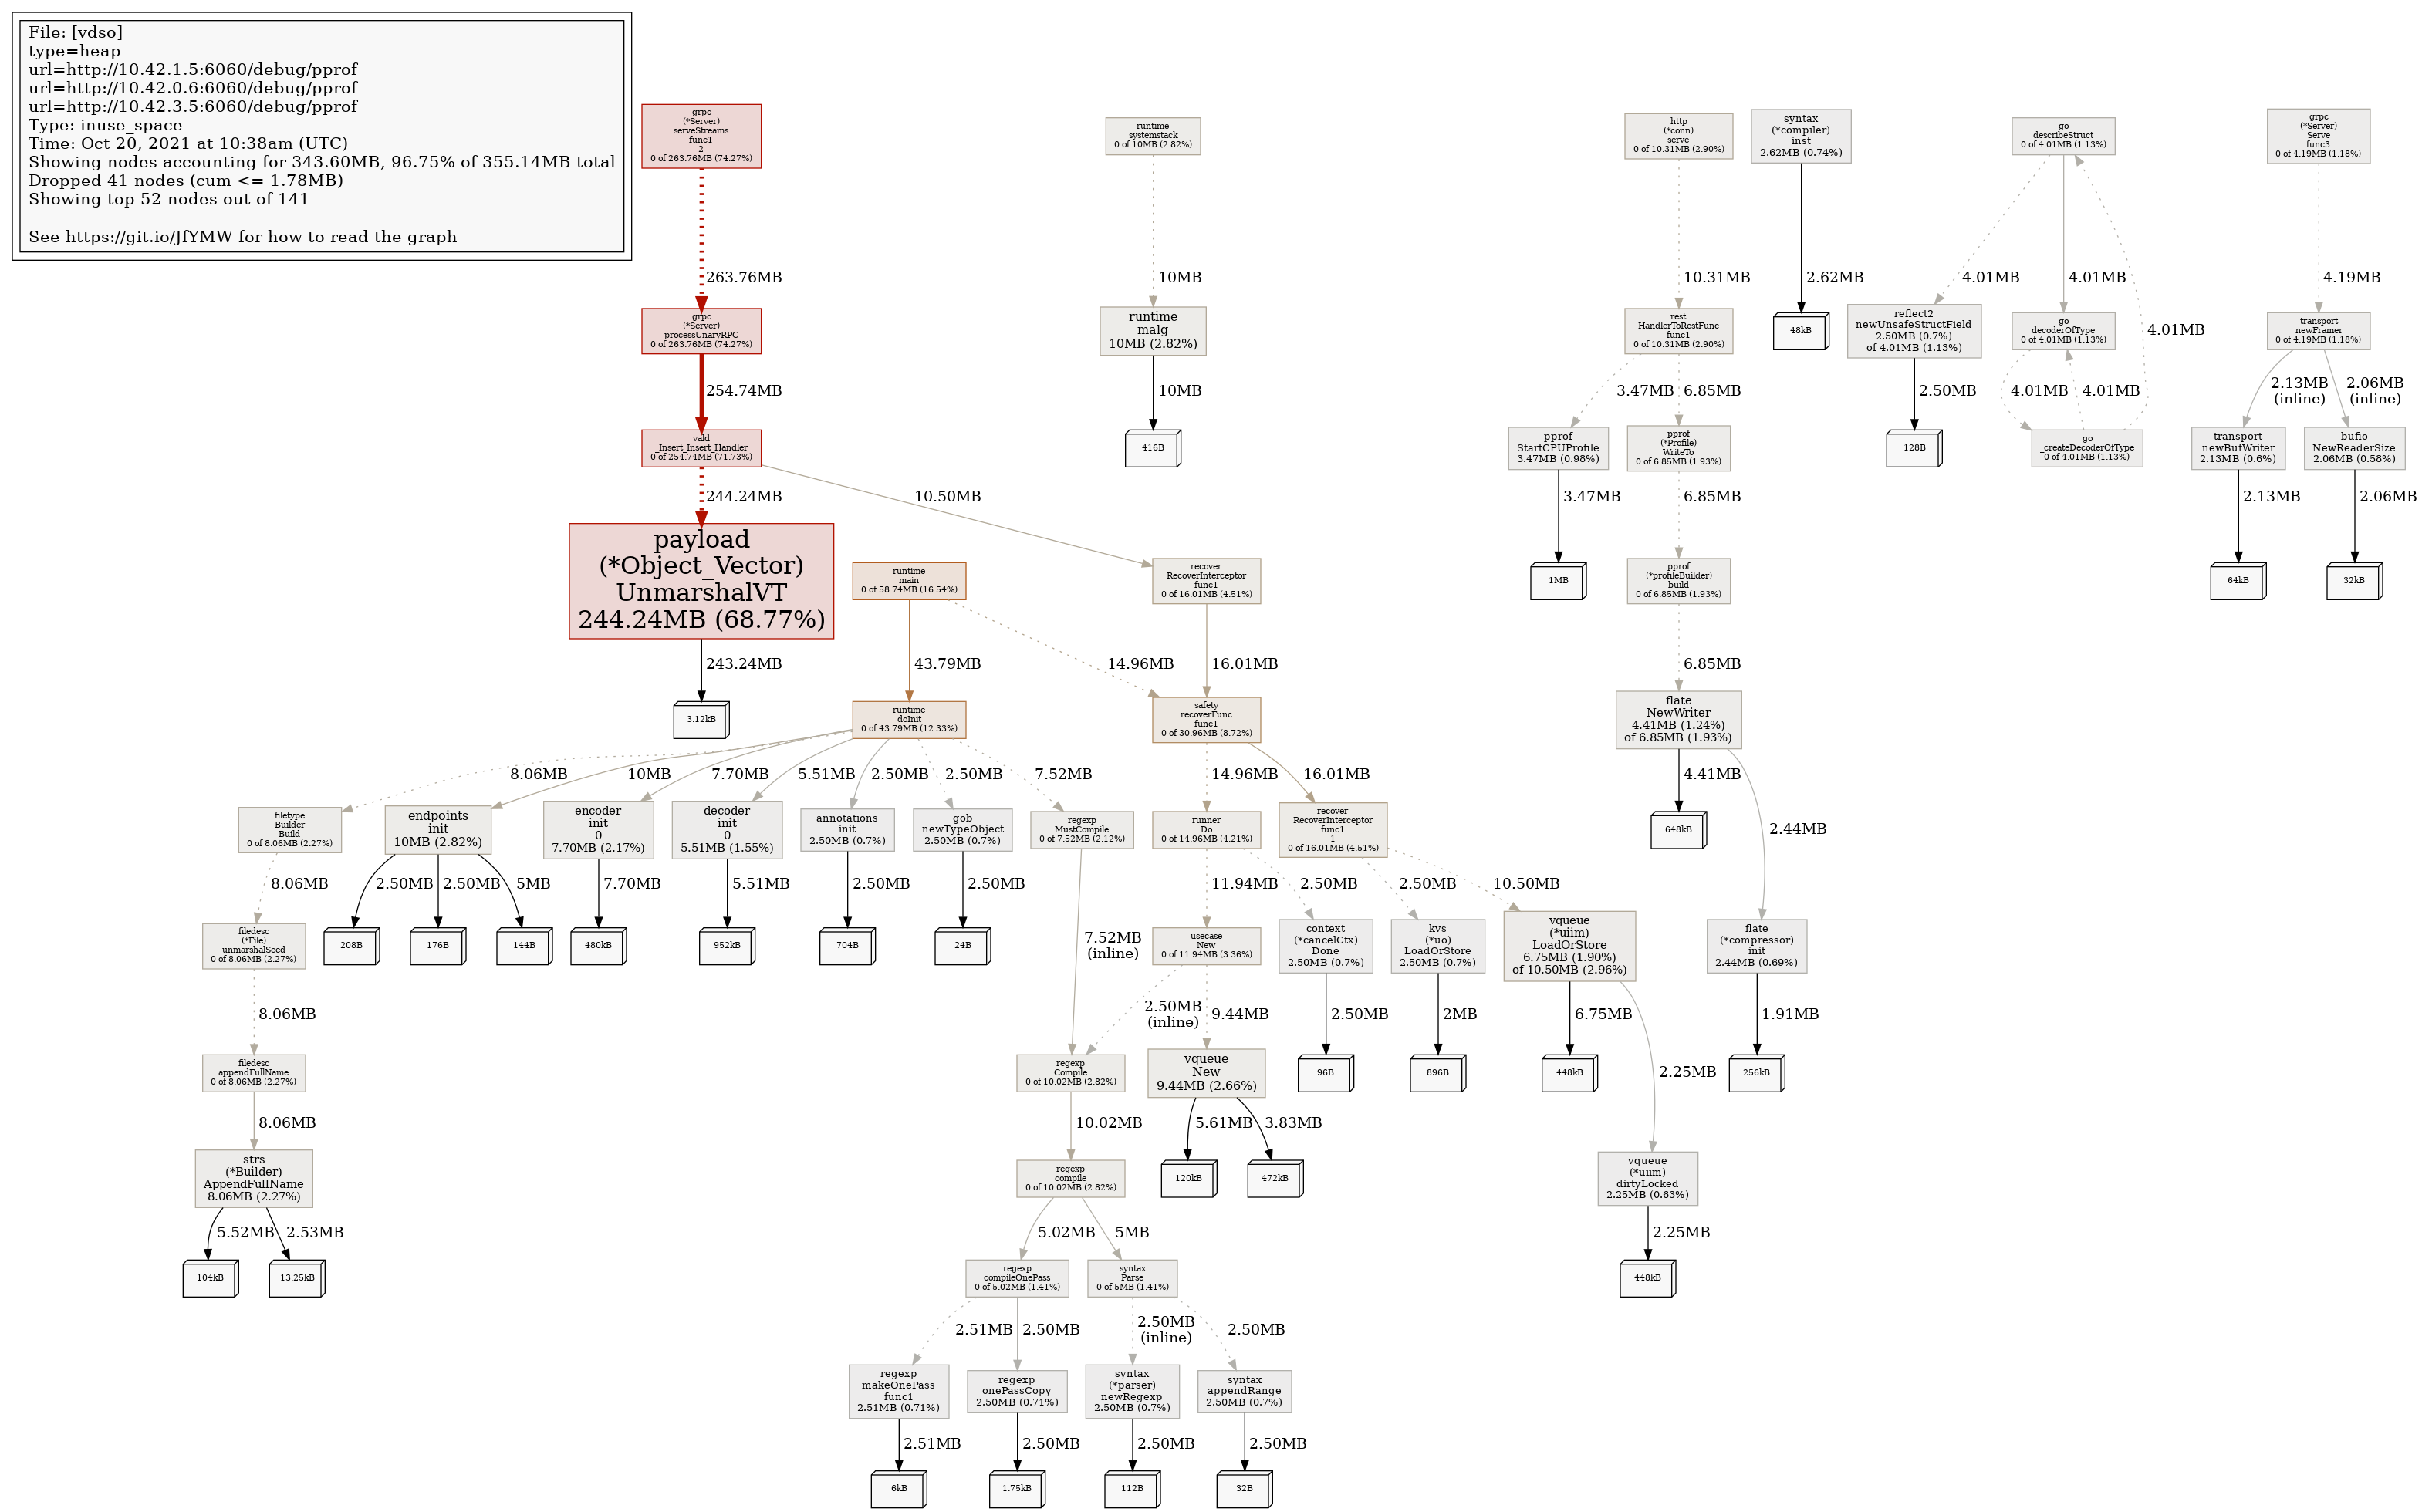 File: [vdso]
type=heap
url=http://10.42.1.5:6060/debug/pprof
url=http://10.42.0.6:6060/debug/pprof
url=http://10.42.3.5:6060/debug/pprof
Type: inuse_space
Time: Oct 20, 2021 at 10:38am (UTC)
Showing nodes accounting for 343.60MB, 96.75% of 355.14MB total
Dropped 41 nodes (cum <= 1.78MB)
Showing top 52 nodes out of 141
See https://git.io/JfYMW for how to read the graph
grpc
(*Server)
serveStreams
func1
2
0 of 263.76MB (74.27%)
runtime
systemstack
0 of 10MB (2.82%)
http
(*conn)
serve
0 of 10.31MB (2.90%)
syntax
(*compiler)
inst
2.62MB (0.74%)
go
describeStruct
0 of 4.01MB (1.13%)
grpc
(*Server)
Serve
func3
0 of 4.19MB (1.18%)
263.76MB
10MB
10.31MB
2.62MB
4.01MB
4.01MB
4.19MB
grpc
(*Server)
processUnaryRPC
0 of 263.76MB (74.27%)
runtime
malg
10MB (2.82%)
rest
HandlerToRestFunc
func1
0 of 10.31MB (2.90%)
48kB
reflect2
newUnsafeStructField
2.50MB (0.7%)
of 4.01MB (1.13%)
go
decoderOfType
0 of 4.01MB (1.13%)
4.01MB
transport
newFramer
0 of 4.19MB (1.18%)
254.74MB
10MB
3.47MB
6.85MB
2.50MB
4.01MB
4.01MB
2.13MB
(inline)
2.06MB
(inline)
vald
_Insert_Insert_Handler
0 of 254.74MB (71.73%)
416B
pprof
StartCPUProfile
3.47MB (0.98%)
pprof
(*Profile)
WriteTo
0 of 6.85MB (1.93%)
128B
go
_createDecoderOfType
0 of 4.01MB (1.13%)
transport
newBufWriter
2.13MB (0.6%)
bufio
NewReaderSize
2.06MB (0.58%)
244.24MB
10.50MB
3.47MB
6.85MB
2.13MB
2.06MB
payload
(*Object_Vector)
UnmarshalVT
244.24MB (68.77%)
runtime
main
0 of 58.74MB (16.54%)
recover
RecoverInterceptor
func1
0 of 16.01MB (4.51%)
1MB
pprof
(*profileBuilder)
build
0 of 6.85MB (1.93%)
64kB
32kB
243.24MB
43.79MB
14.96MB
16.01MB
6.85MB
3.12kB
runtime
doInit
0 of 43.79MB (12.33%)
safety
recoverFunc
func1
0 of 30.96MB (8.72%)
flate
NewWriter
4.41MB (1.24%)
of 6.85MB (1.93%)
8.06MB
10MB
7.70MB
5.51MB
2.50MB
2.50MB
7.52MB
14.96MB
16.01MB
4.41MB
2.44MB
filetype
Builder
Build
0 of 8.06MB (2.27%)
endpoints
init
10MB (2.82%)
encoder
init
0
7.70MB (2.17%)
decoder
init
0
5.51MB (1.55%)
annotations
init
2.50MB (0.7%)
gob
newTypeObject
2.50MB (0.7%)
regexp
MustCompile
0 of 7.52MB (2.12%)
runner
Do
0 of 14.96MB (4.21%)
recover
RecoverInterceptor
func1
1
0 of 16.01MB (4.51%)
648kB
8.06MB
2.50MB
2.50MB
5MB
7.70MB
5.51MB
2.50MB
2.50MB
7.52MB
(inline)
11.94MB
2.50MB
2.50MB
10.50MB
filedesc
(*File)
unmarshalSeed
0 of 8.06MB (2.27%)
208B
176B
144B
480kB
952kB
704B
24B
usecase
New
0 of 11.94MB (3.36%)
context
(*cancelCtx)
Done
2.50MB (0.7%)
kvs
(*uo)
LoadOrStore
2.50MB (0.7%)
vqueue
(*uiim)
LoadOrStore
6.75MB (1.90%)
of 10.50MB (2.96%)
flate
(*compressor)
init
2.44MB (0.69%)
8.06MB
2.50MB
(inline)
9.44MB
2.50MB
2MB
6.75MB
2.25MB
1.91MB
filedesc
appendFullName
0 of 8.06MB (2.27%)
regexp
Compile
0 of 10.02MB (2.82%)
vqueue
New
9.44MB (2.66%)
96B
896B
448kB
256kB
8.06MB
10.02MB
5.61MB
3.83MB
strs
(*Builder)
AppendFullName
8.06MB (2.27%)
regexp
compile
0 of 10.02MB (2.82%)
120kB
472kB
vqueue
(*uiim)
dirtyLocked
2.25MB (0.63%)
5.52MB
2.53MB
5.02MB
5MB
2.25MB
104kB
13.25kB
regexp
compileOnePass
0 of 5.02MB (1.41%)
syntax
Parse
0 of 5MB (1.41%)
448kB
2.51MB
2.50MB
2.50MB
(inline)
2.50MB
regexp
makeOnePass
func1
2.51MB (0.71%)
regexp
onePassCopy
2.50MB (0.71%)
syntax
(*parser)
newRegexp
2.50MB (0.7%)
syntax
appendRange
2.50MB (0.7%)
2.51MB
2.50MB
2.50MB
2.50MB
6kB
1.75kB
112B
32B